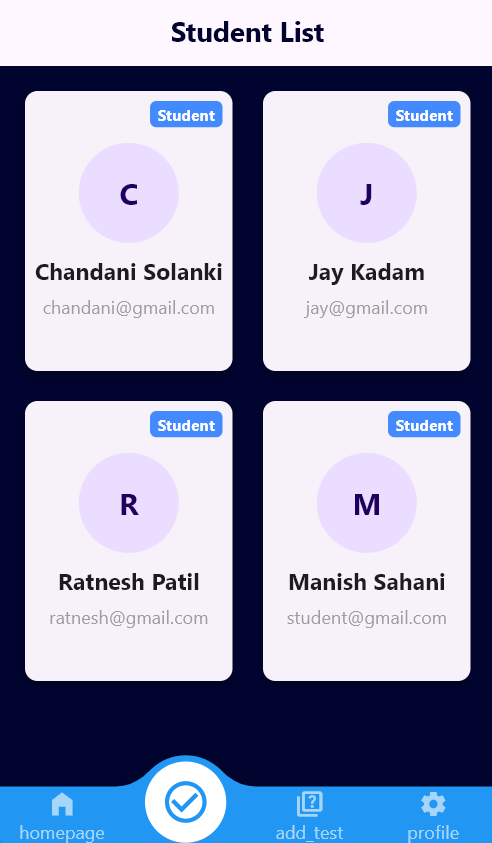 Student List
Student
C
Chandani Solanki
chandani@gmail.com
Student
J
Jay Kadam
jay@gmail.com
Student
R
Ratnesh Patil
ratnesh@gmail.com
Student
M
Manish Sahani
student@gmail.com
homepage
?
add_test
profile